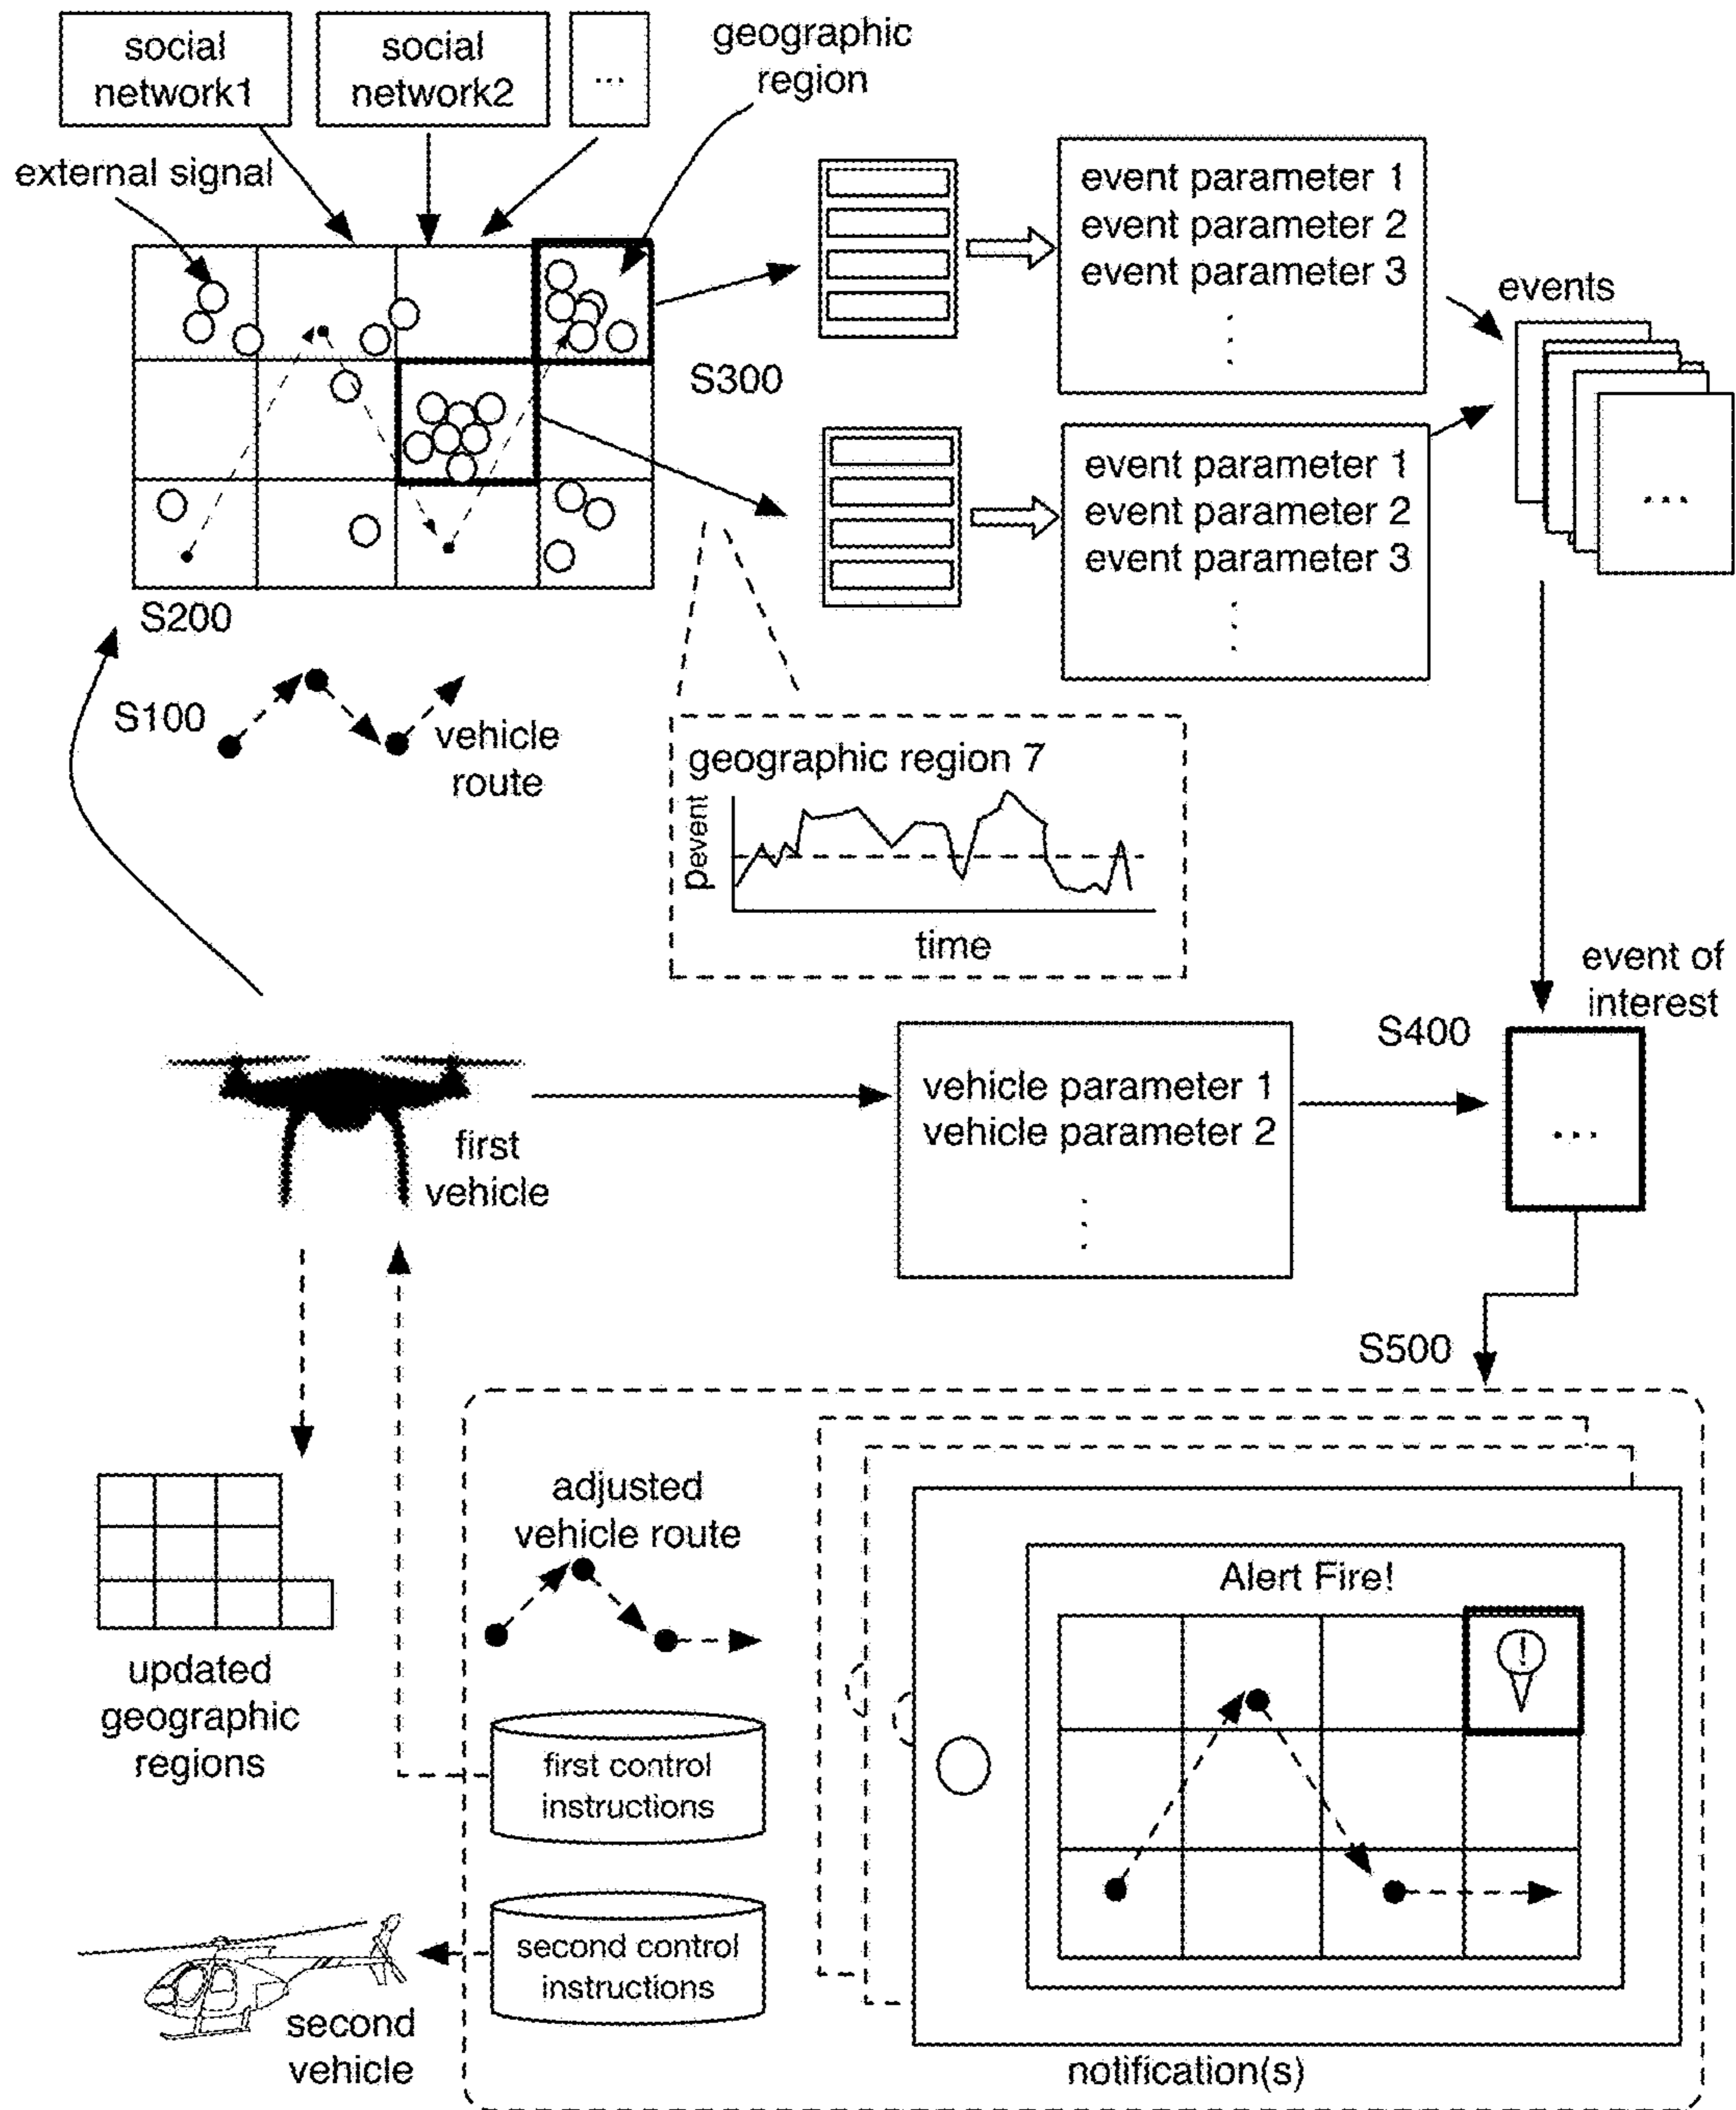 social
network1
social
network2
...
geographic
region
external signal
event parameter 1
event parameter 2
event parameter 3
events
S300
event parameter 1
event parameter 2
event parameter 3
...
S200
S100
vehicle
route
geographic region 7
pevent
time
event of
interest
S400
vehicle parameter 1
vehicle parameter 2
...
first
vehicle
S500
adjusted
vehicle route
Alert Fire!
!
updated
geographic
regions
first control
instructions
second control
instructions
second
vehicle
notification(s)